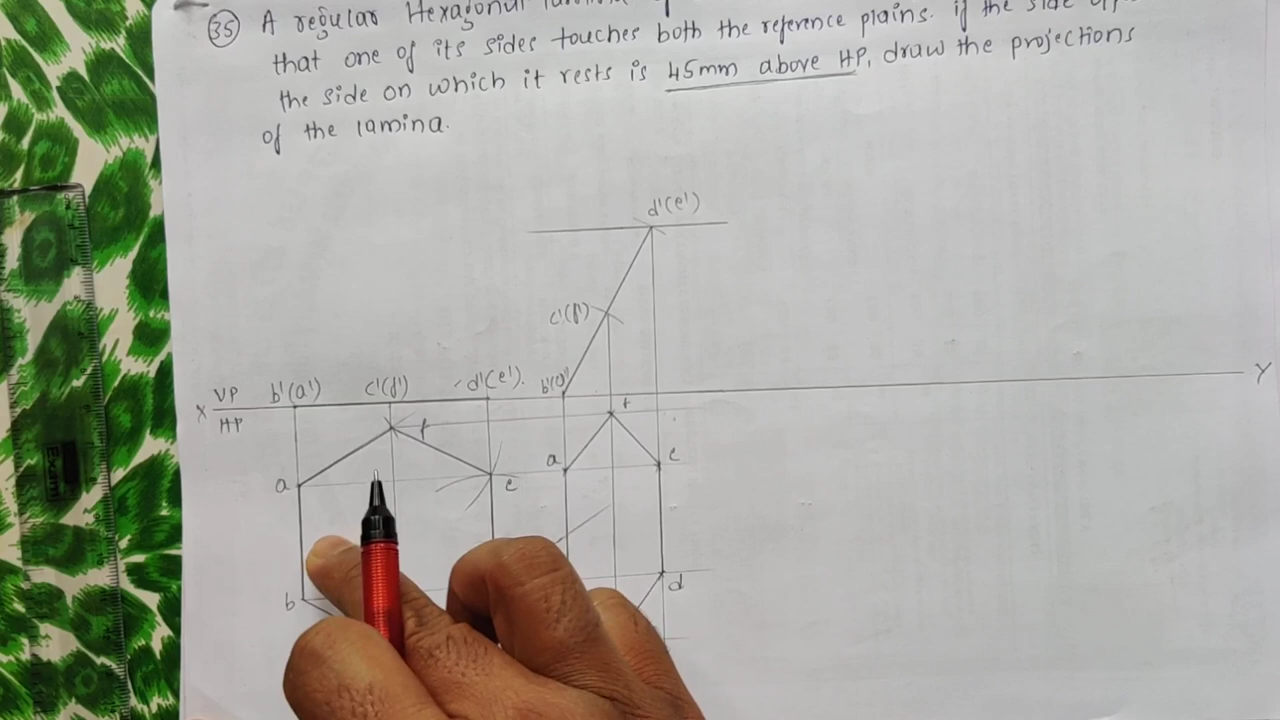 35 A regular Hexagonal
that one of its sides touches both the reference plains. if the side
the side on which it rests is 45mm above HP, draw the projections
of the lamina.
d'(e')
c'(f')
X VP b'(a') c'(f') d'(e'). b'(a') Y
HP
f f
a e a e
b d
Exam